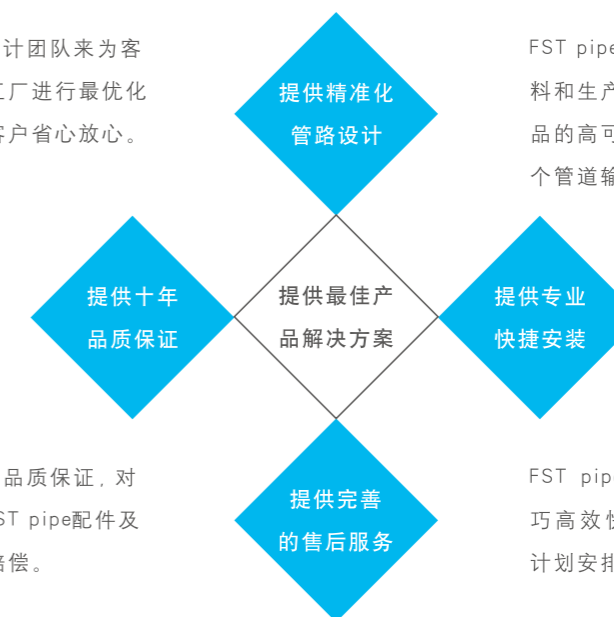 计团队来为客
厂进行最优化
客户省心放心。
提供精准化
管路设计
FST pipe
料和生产
品的高可
个管道输
提供十年
品质保证
提供最佳产
品解决方案
提供专业
快捷安装
品质保证, 对
ST pipe配件及
赔偿。
提供完善
的售后服务
FST pip
巧高效快
计划安排